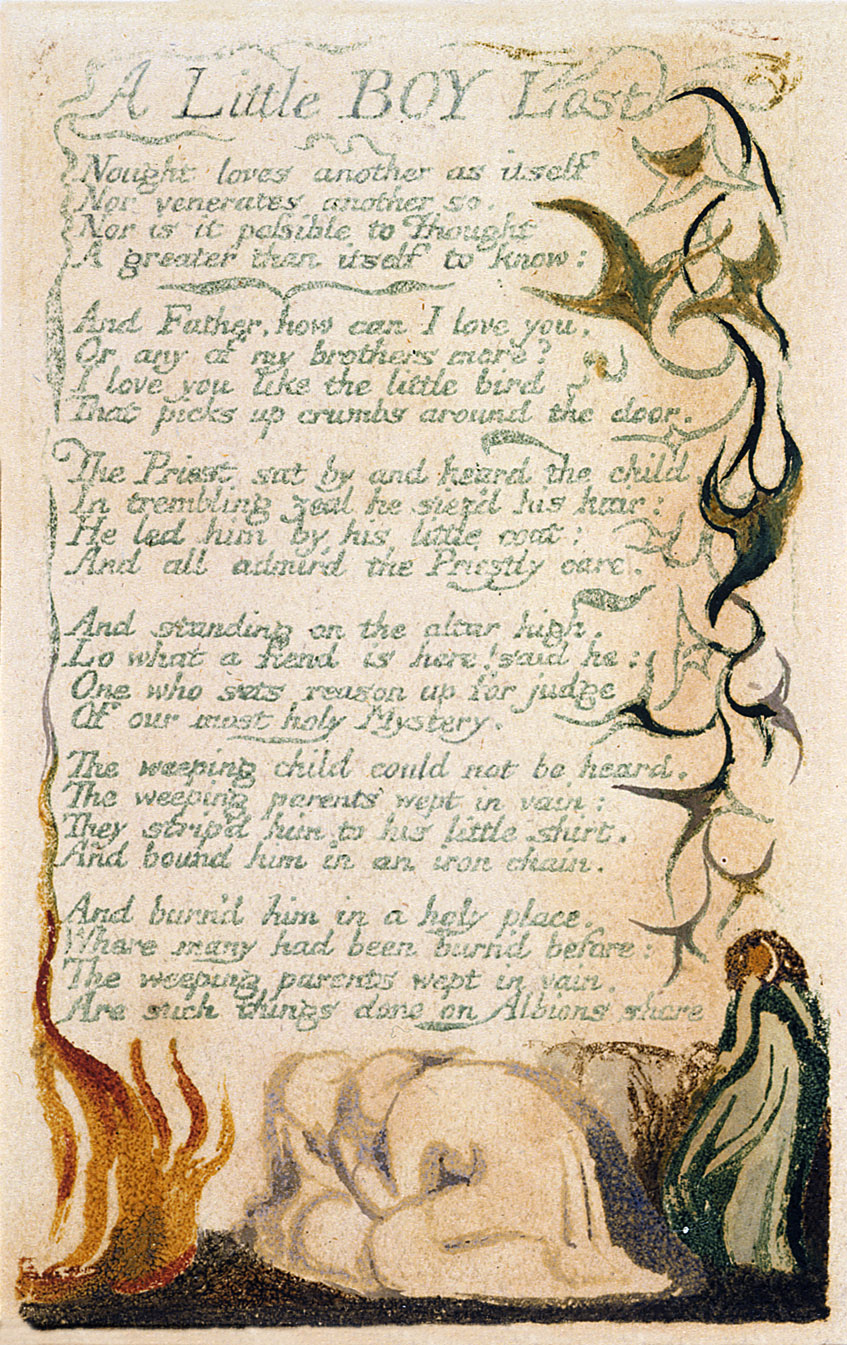 A Little BOY Lost
Nought loves another as itself
Nor venerates another so.
Nor is it possible to Thought
A greater than itself to know:
And Father, how can I love you,
Or any of my brothers more?
I love you like the little bird
That picks up crumbs around the door.
The Priest sat by and heard the child.
In trembling zeal he siez'd his hair:
He led him by his little coat:
And all admir'd the Priestly care.
And standing on the altar high,
Lo what a fiend is here! said he:
One who sets reason up for judge
Of our most holy Mystery.
The weeping child could not be heard.
The weeping parents wept in vain:
They strip'd him to his little shirt.
And bound him in an iron chain.
And burn'd him in a holy place,
Where many had been burn'd before:
The weeping parents wept in vain.
Are such things done on Albions shore